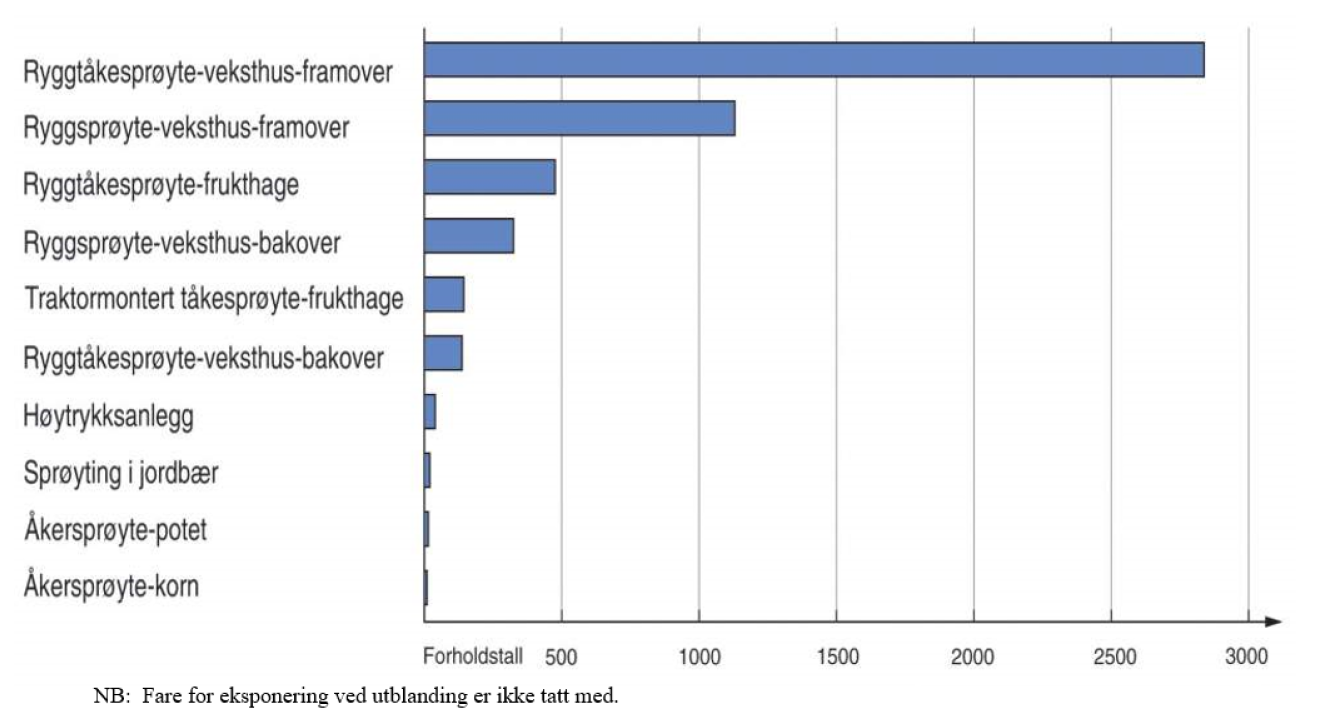 Ryggtåkesprøyte-veksthus-framover
Ryggsprøyte-veksthus-framover
Ryggtåkesprøyte-frukthage
Ryggsprøyte-veksthus-bakover
Traktormontert tåkesprøyte-frukthage
Ryggtåkesprøyte-veksthus-bakover
Høytrykksanlegg
Sprøyting i jordbær
Åkersprøyte-potet
Åkersprøyte-korn
Forholdstall 500 1000 1500 2000 2500 3000
NB: Fare for eksponering ved utblanding er ikke tatt med.